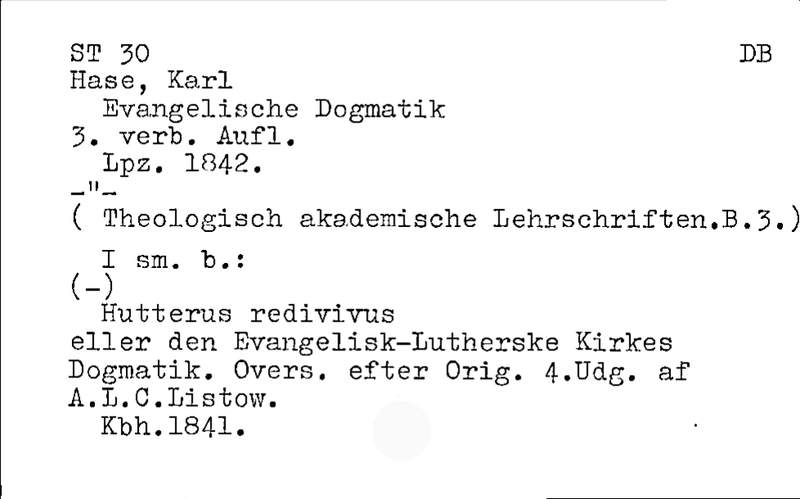 ST 30 DB
Hase, Karl
Evangelische Dogmatik
3. verb. Aufl.
Lpz. 1842.
-"-
( Theologisch akademische Lehrschriften.B.3.)
I sm. b.:
(-)
Hutterus redivivus
eller den Evangelisk-Lutherske Kirkes
Dogmatik. Overs. efter Orig. 4.Udg. af
A.L.C.Listow.
Kbh.1841.